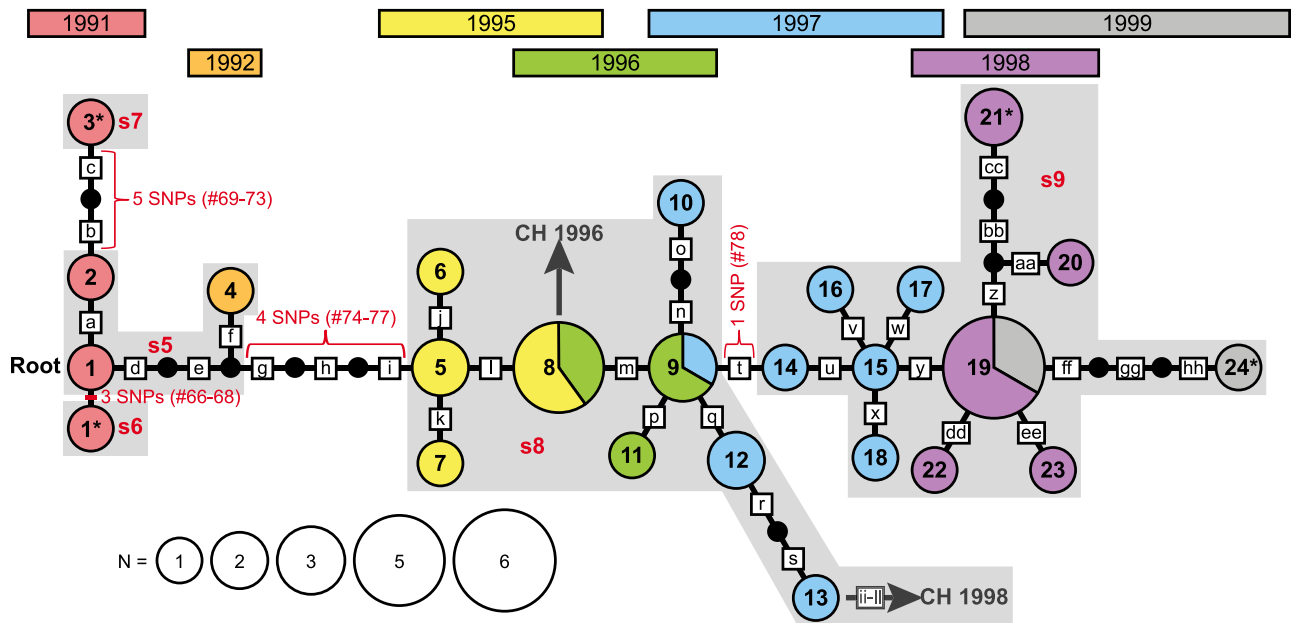 1991
1995
1997
1999
1992
1996
1998
3*
s7
21*
c
cc
s9
5 SNPs (#69-73)
10
b
CH 1996
o
bb
2
6
1 SNP (#78)
aa
20
4
16
17
n
z
a
j
4 SNPs (#74-77)
f
v
w
s5
Root
1
d
e
g
h
i
5
l
8
m
9
t
14
u
15
y
19
ff
gg
hh
24*
3 SNPs (#66-68)
k
p
q
x
dd
ee
1*
s6
s8
7
11
12
18
22
23
r
s
N =
1
2
3
5
6
13
ii-ll
CH 1998